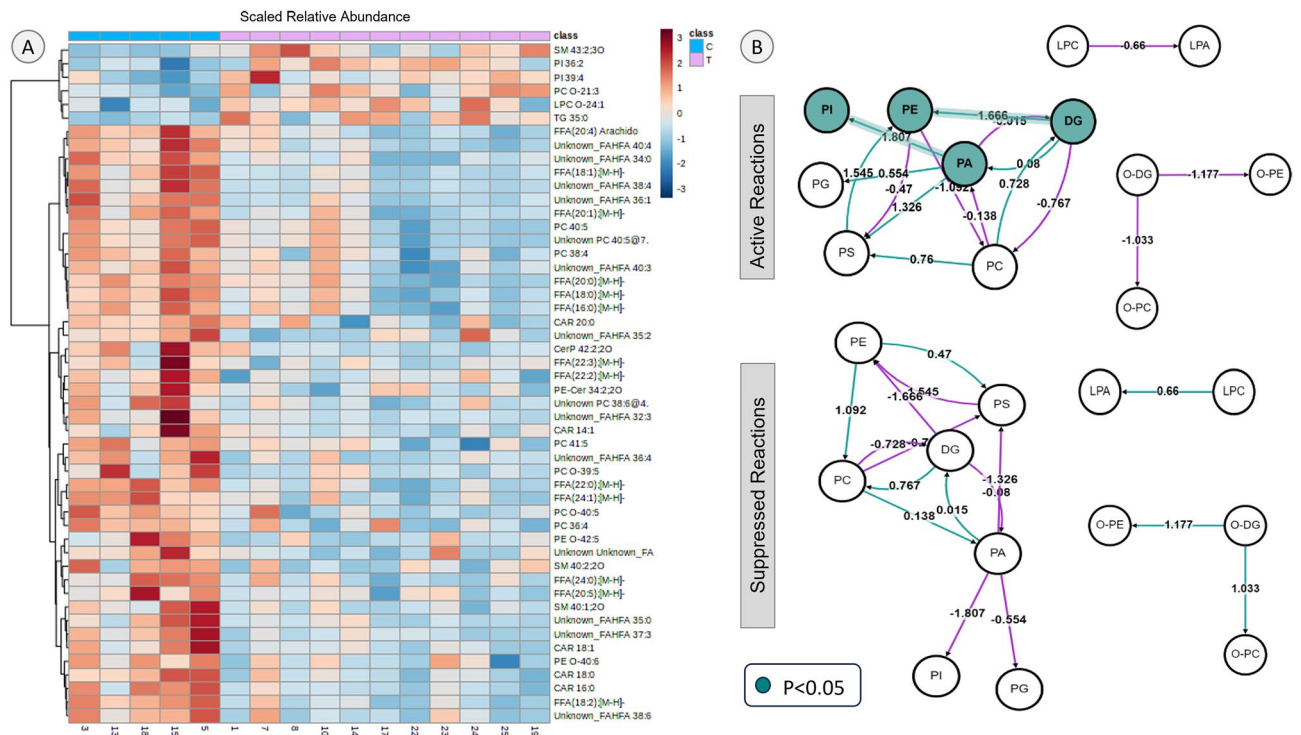 Scaled Relative Abundance
A
class
SM 43:2;3O
PI 36:2
PI 39:4
PC O-21:3
LPC O-24:1
TG 35:0
FFA(20:4) Arachido
Unknown_FAHFA 40:4
Unknown_FAHFA 34:0
FFA(18:1);[M-H]-
Unknown_FAHFA 38:4
Unknown_FAHFA 36:1
FFA(20:1);[M-H]-
PC 40:5
Unknown PC 40:5@7.
PC 38:4
Unknown_FAHFA 40:3
FFA(20:0);[M-H]-
FFA(18:0);[M-H]-
FFA(16:0);[M-H]-
CAR 20:0
Unknown_FAHFA 35:2
CerP 42:2;2O
FFA(22:3);[M-H]-
FFA(22:2);[M-H]-
PE-Cer 34:2;2O
Unknown PC 38:6@4.
Unknown_FAHFA 32:3
CAR 14:1
PC 41:5
Unknown_FAHFA 36:4
PC O-39:5
FFA(22:0);[M-H]-
FFA(24:1);[M-H]-
PC O-40:5
PC 36:4
PE O-42:5
Unknown Unknown_FA
SM 40:2;2O
FFA(24:0);[M-H]-
FFA(20:5);[M-H]-
SM 40:1;2O
Unknown_FAHFA 35:0
Unknown_FAHFA 37:3
CAR 18:1
PE O-40:6
CAR 18:0
CAR 16:0
FFA(18:2);[M-H]-
Unknown_FAHFA 38:6
3 13 18 15 5 1 7 8 10 14 17 22 23 24 25 19
3
2
1
0
-1
-2
-3
class
C
T
B
LPC -0.66 LPA
Active Reactions
PI PE 1.666 -0.015 DG
1.807
PA 0.08
PG 1.545 0.554 -1.092 0.728
-0.47
1.326 -0.138 -0.767
PS 0.76 PC
O-DG -1.177 O-PE
-1.033
O-PC
Suppressed Reactions
PE 0.47
-1.545
-1.666 PS
1.092
-0.728 DG
PC 0.767 -1.326
-0.08
0.138 0.015
PA
-1.807 -0.554
PI PG
LPA 0.66 LPC
O-PE 1.177 O-DG
1.033
O-PC
P<0.05